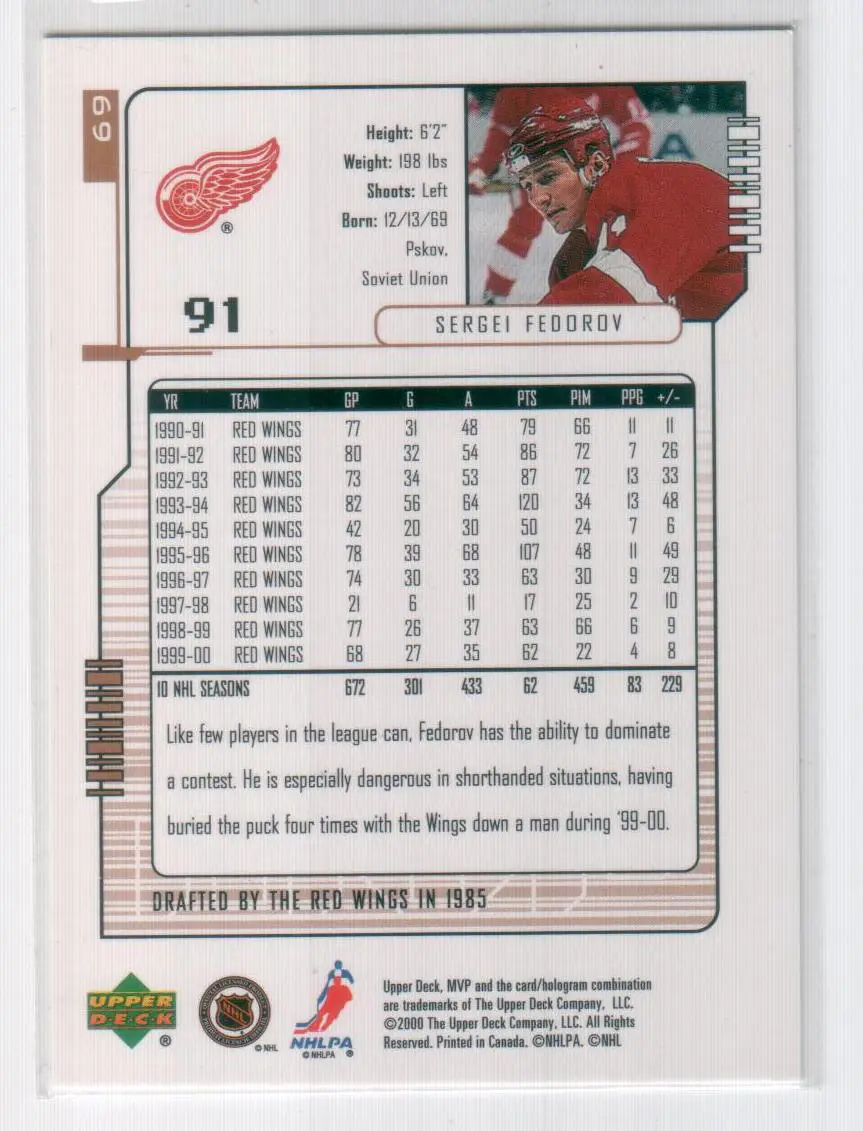 69
Height: 6'2"
Weight: 198 lbs
Shoots: Left
Born: 12/13/69
Pskov,
Soviet Union
®
91
SERGEI FEDOROV
YR TEAM GP G A PTS PIM PPG +/-
1990-91 RED WINGS 77 31 48 79 66 11 11
1991-92 RED WINGS 80 32 54 86 72 7 26
1992-93 RED WINGS 73 34 53 87 72 13 33
1993-94 RED WINGS 82 56 64 120 34 13 48
1994-95 RED WINGS 42 20 30 50 24 7 6
1995-96 RED WINGS 78 39 68 107 48 11 49
1996-97 RED WINGS 74 30 33 63 30 9 29
1997-98 RED WINGS 21 6 11 17 25 2 10
1998-99 RED WINGS 77 26 37 63 66 6 9
1999-00 RED WINGS 68 27 35 62 22 4 8
10 NHL SEASONS 672 301 433 62 459 83 229
Like few players in the league can, Fedorov has the ability to dominate
a contest. He is especially dangerous in shorthanded situations, having
buried the puck four times with the Wings down a man during '99-00.
DRAFTED BY THE RED WINGS IN 1985
UPPER
D·E·C·K
®
NHL
© NHL
NHLPA
© NHLPA ®
Upper Deck, MVP and the card/hologram combination
are trademarks of The Upper Deck Company, LLC.
©2000 The Upper Deck Company, LLC. All Rights
Reserved. Printed in Canada. ©NHLPA. ©NHL